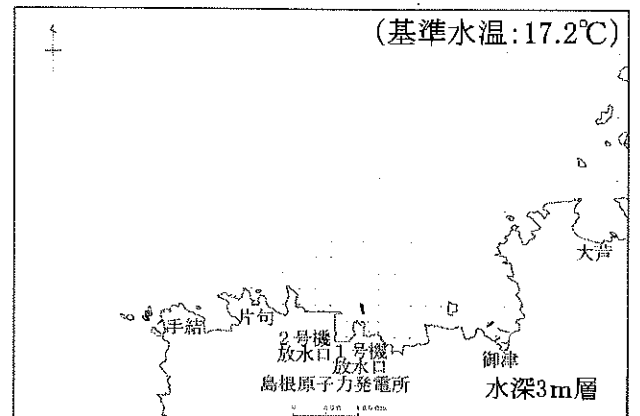 (基準水温:17.2℃)
大芦
片句
手結
2号機
放水口
1号機
放水口
御津
島根原子力発電所
水深3m層